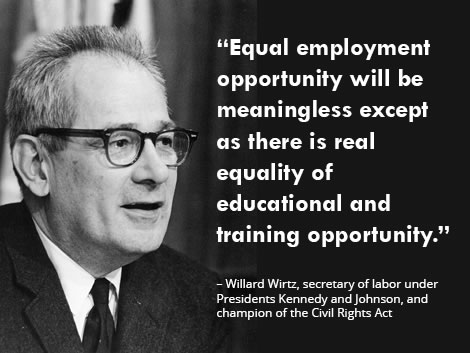 “Equal employment
opportunity will be
meaningless except
as there is real
equality of
educational and
training opportunity.”
– Willard Wirtz, secretary of labor under
Presidents Kennedy and Johnson, and
champion of the Civil Rights Act